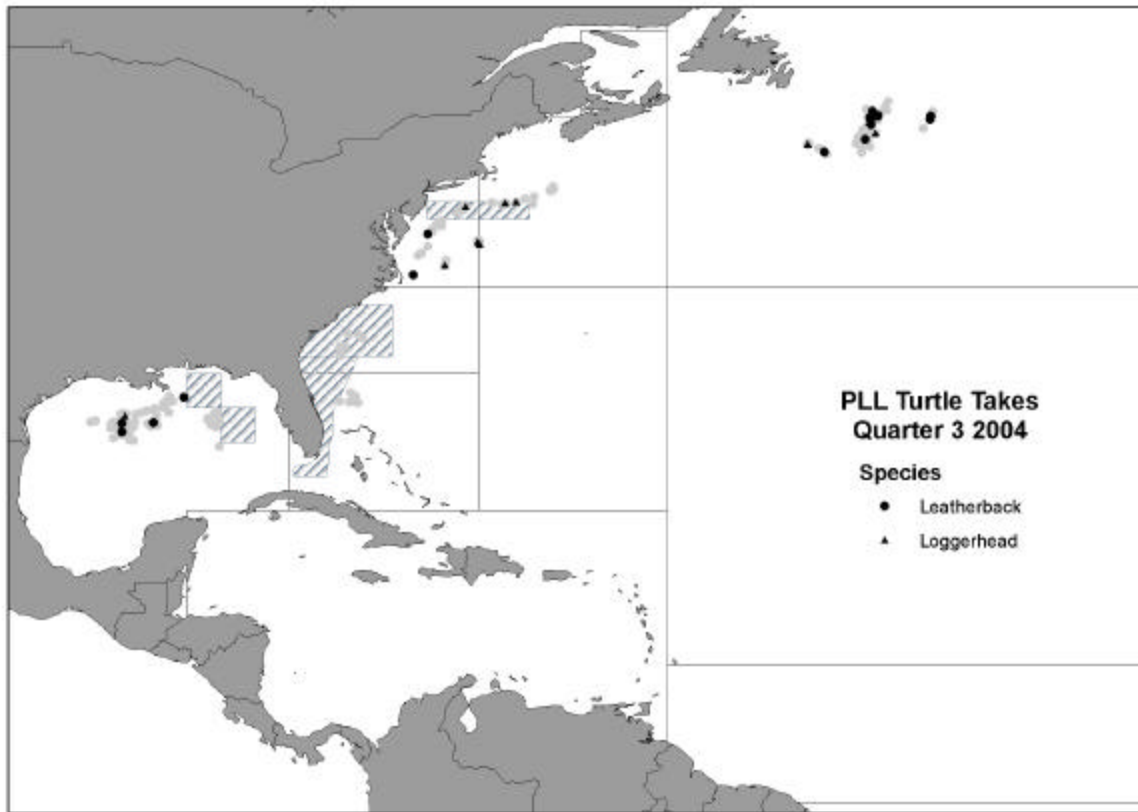 PLL Turtle Takes
Quarter 3 2004
Species
Leatherback
Loggerhead